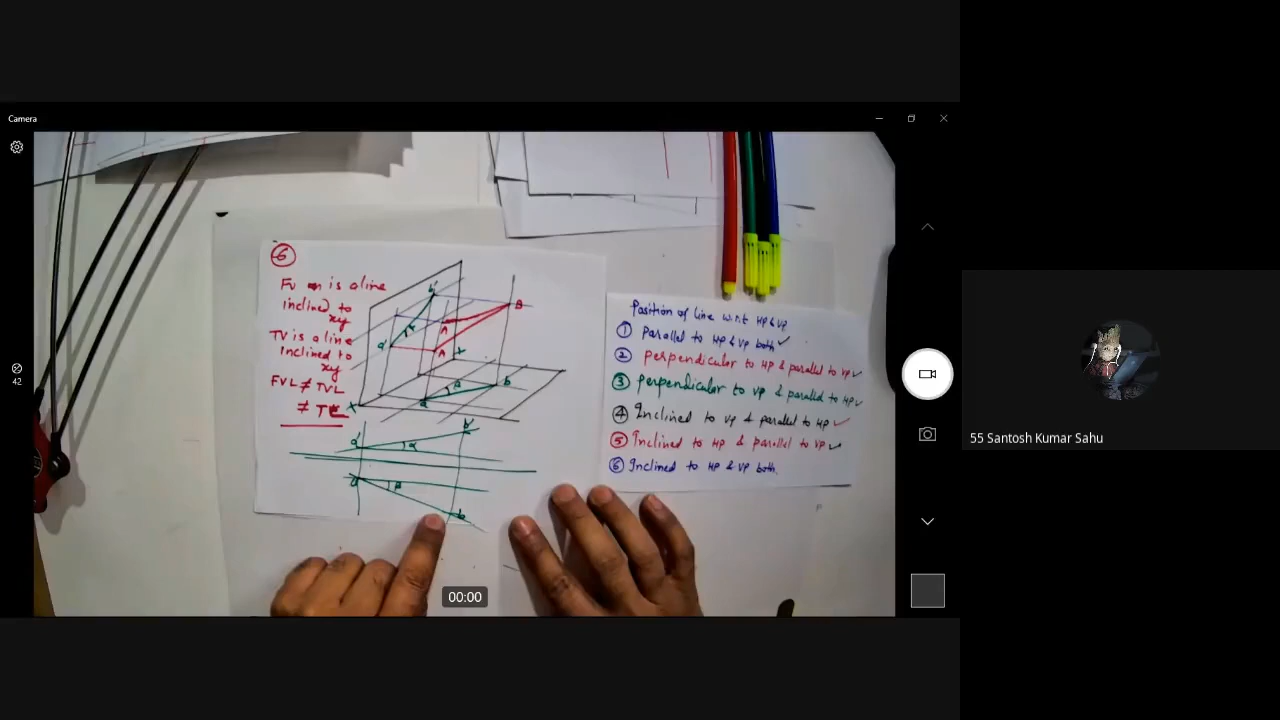 Camera
42
6
Fv is a line
inclined to
xy
TV is a line
inclined to
xy
FVL ≠ TVL
≠ TL
b'
B
α
a'
A
Y
β
b
a
X
b'
a'
α
a
β
b
Position of line w.r.t HP & VP
① Parallel to HP & VP both ✓
② perpendicular to HP & parallel to VP ✓
③ perpendicular to VP & parallel to HP ✓
④ Inclined to VP & parallel to HP ✓
⑤ Inclined to HP & parallel to VP ✓
⑥ Inclined to HP & VP both.
00:00
55 Santosh Kumar Sahu